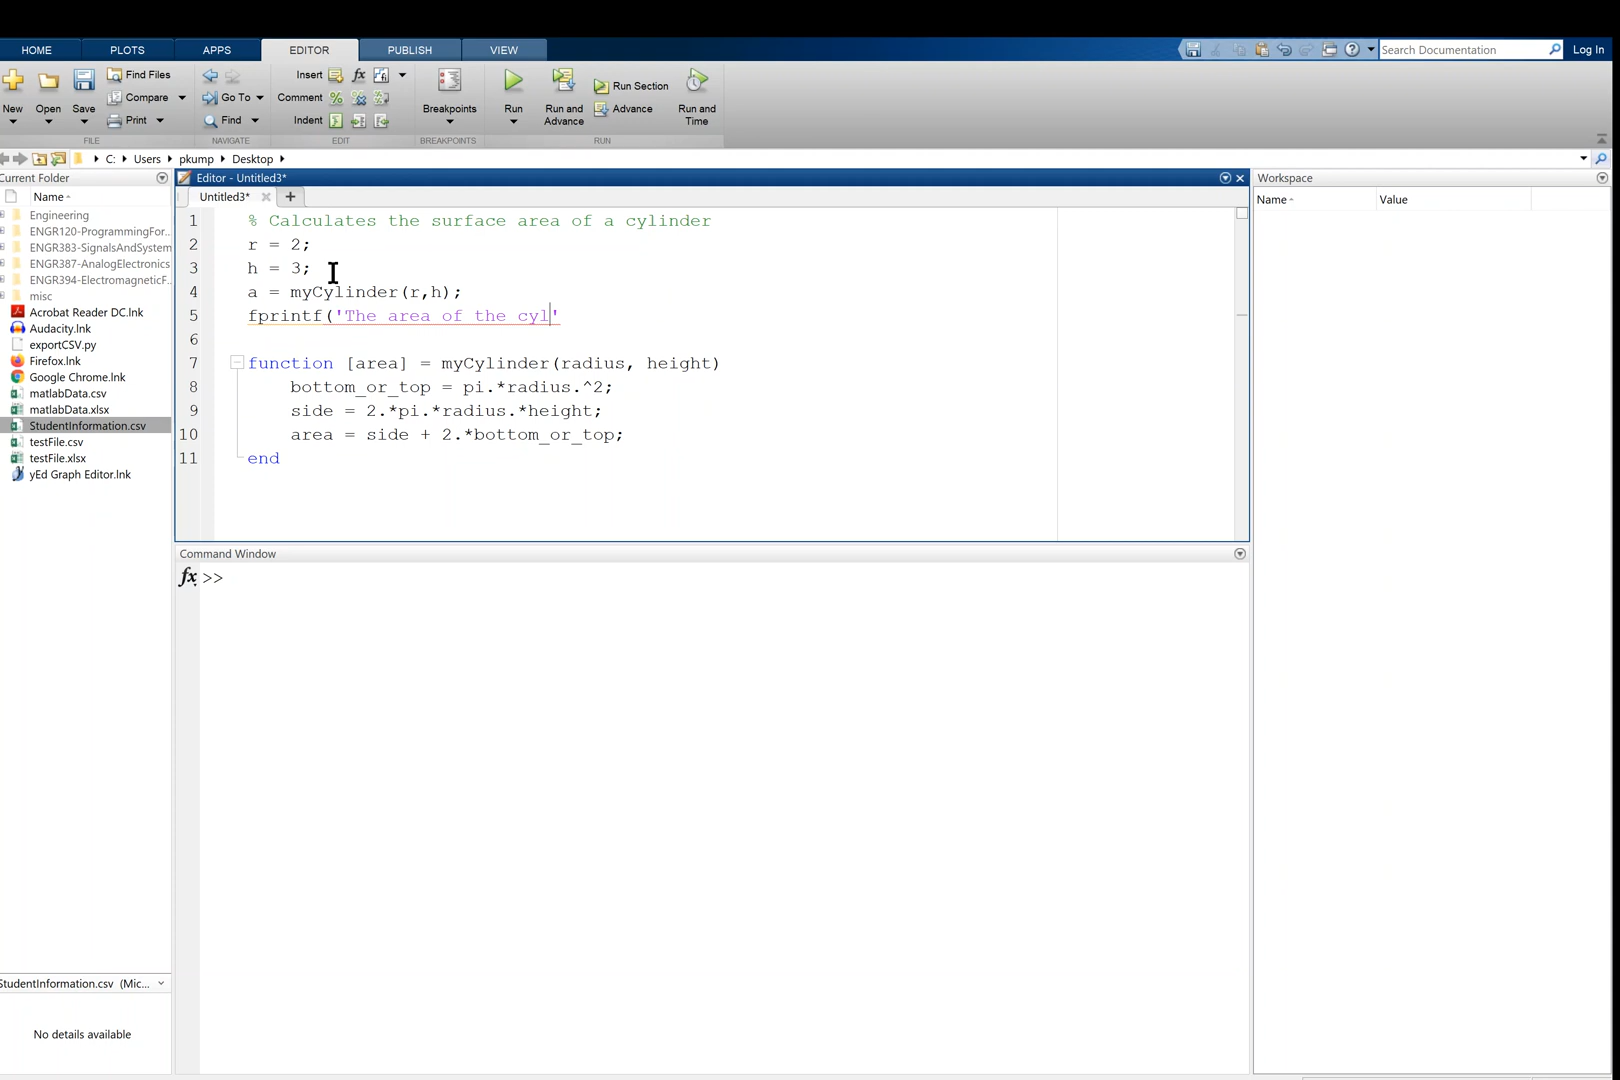 HOME PLOTS APPS EDITOR PUBLISH VIEW
Search Documentation Log In
New Open Save Find Files Compare Print
Go To Find
Insert fx
Comment %
Indent
Breakpoints
Run Run and Advance Run Section Advance Run and Time
FILE NAVIGATE EDIT BREAKPOINTS RUN
C: Users pkump Desktop
Current Folder
Name
Engineering
ENGR120-ProgrammingFor...
ENGR383-SignalsAndSystem
ENGR387-AnalogElectronics
ENGR394-ElectromagneticF...
misc
Acrobat Reader DC.lnk
Audacity.lnk
exportCSV.py
Firefox.lnk
Google Chrome.lnk
matlabData.csv
matlabData.xlsx
StudentInformation.csv
testFile.csv
testFile.xlsx
yEd Graph Editor.lnk
StudentInformation.csv (Mic...
No details available
Editor - Untitled3*
Untitled3*
1 % Calculates the surface area of a cylinder
2 r = 2;
3 h = 3;
4 a = myCylinder(r,h);
5 fprintf('The area of the cyl'
6
7 function [area] = myCylinder(radius, height)
8 bottom_or_top = pi.*radius.^2;
9 side = 2.*pi.*radius.*height;
10 area = side + 2.*bottom_or_top;
11 end
Command Window
fx >>
Workspace
Name Value